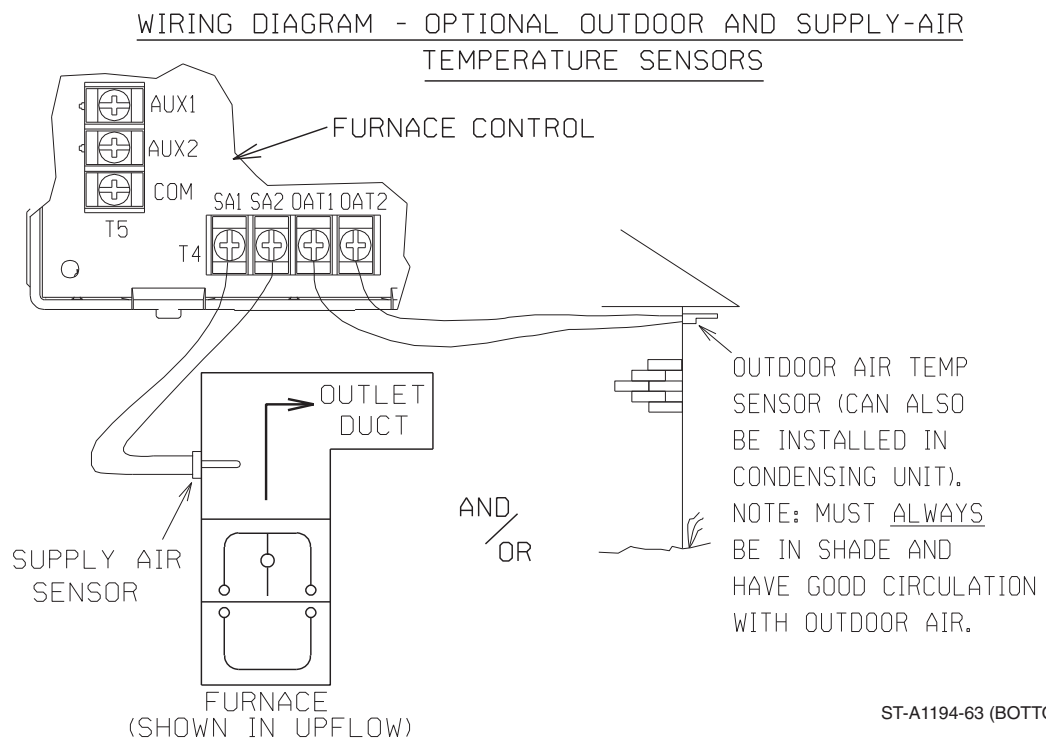 WIRING DIAGRAM - OPTIONAL OUTDOOR AND SUPPLY-AIR
TEMPERATURE SENSORS
AUX1
AUX2
COM
T5
FURNACE CONTROL
SA1 SA2 OAT1 OAT2
T4
OUTLET
DUCT
SUPPLY AIR
SENSOR
AND/
OR
OUTDOOR AIR TEMP
SENSOR (CAN ALSO
BE INSTALLED IN
CONDENSING UNIT).
NOTE: MUST ALWAYS
BE IN SHADE AND
HAVE GOOD CIRCULATION
WITH OUTDOOR AIR.
FURNACE
(SHOWN IN UPFLOW)
ST-A1194-63 (BOTTO